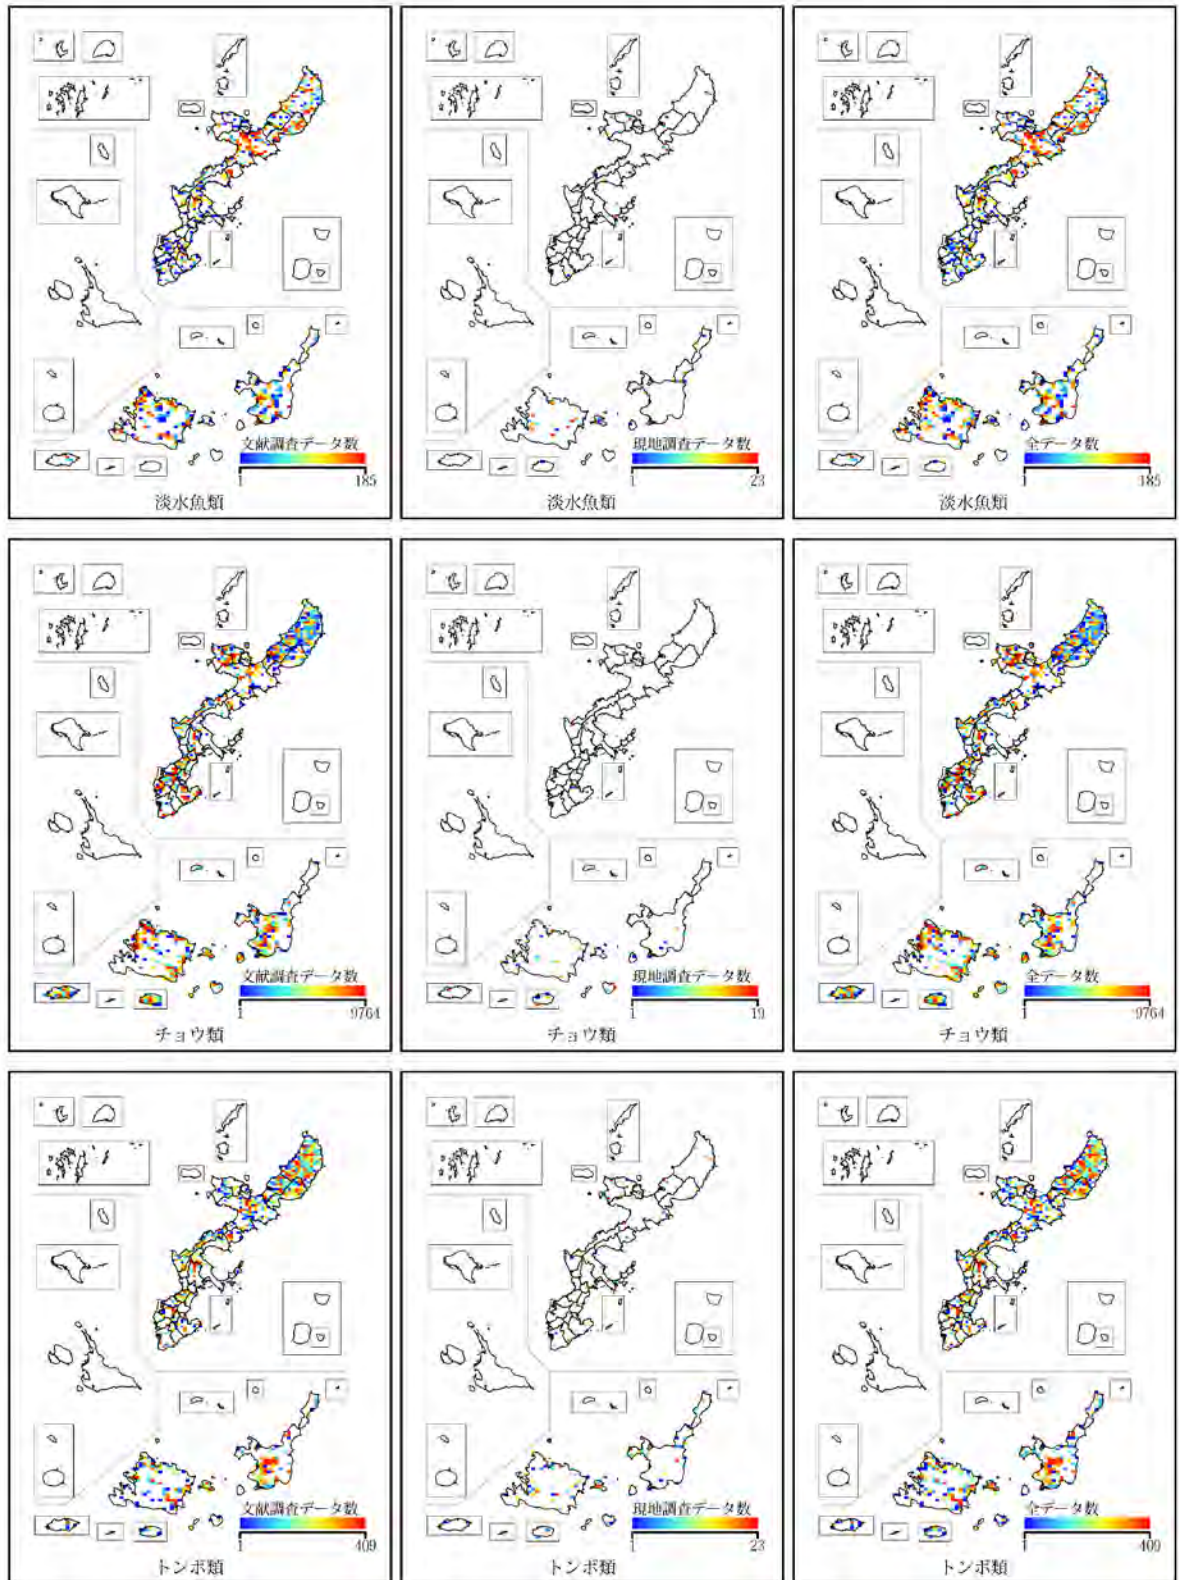 文献調査データ数
1 185
淡水魚類
現地調査データ数
1 23
淡水魚類
全データ数
1 185
淡水魚類
文献調査データ数
1 9764
チョウ類
現地調査データ数
1 19
チョウ類
全データ数
1 9764
チョウ類
文献調査データ数
1 409
トンボ類
現地調査データ数
1 23
トンボ類
全データ数
1 409
トンボ類